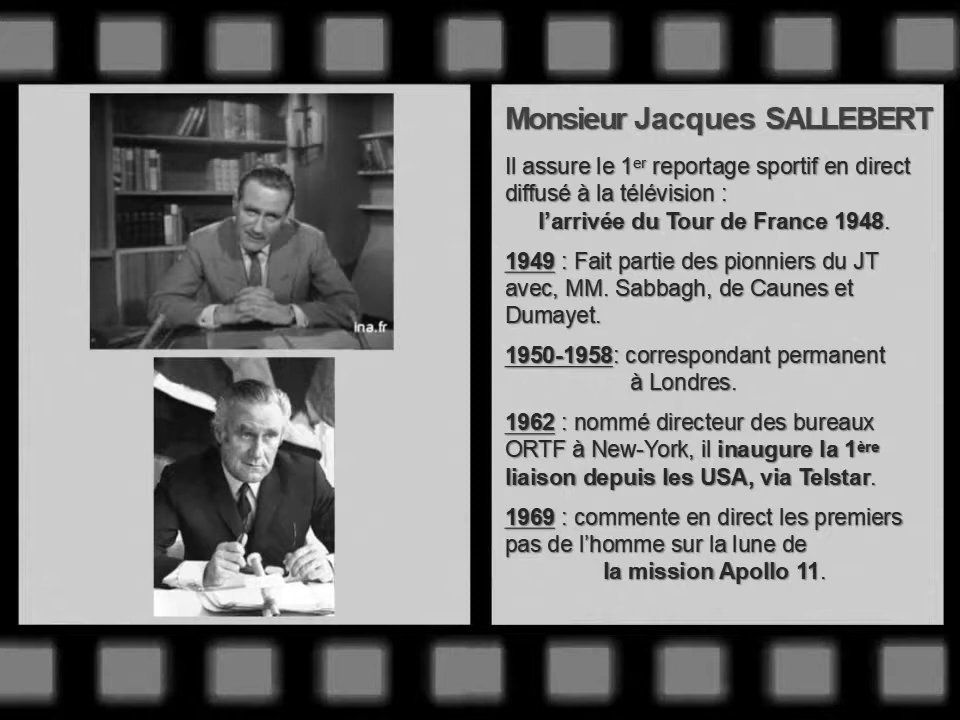 ina.fr
Monsieur Jacques SALLEBERT
Il assure le 1er reportage sportif en direct
diffusé à la télévision :
l’arrivée du Tour de France 1948.
1949 : Fait partie des pionniers du JT
avec, MM. Sabbagh, de Caunes et
Dumayet.
1950-1958: correspondant permanent
à Londres.
1962 : nommé directeur des bureaux
ORTF à New-York, il inaugure la 1ère
liaison depuis les USA, via Telstar.
1969 : commente en direct les premiers
pas de l’homme sur la lune de
la mission Apollo 11.